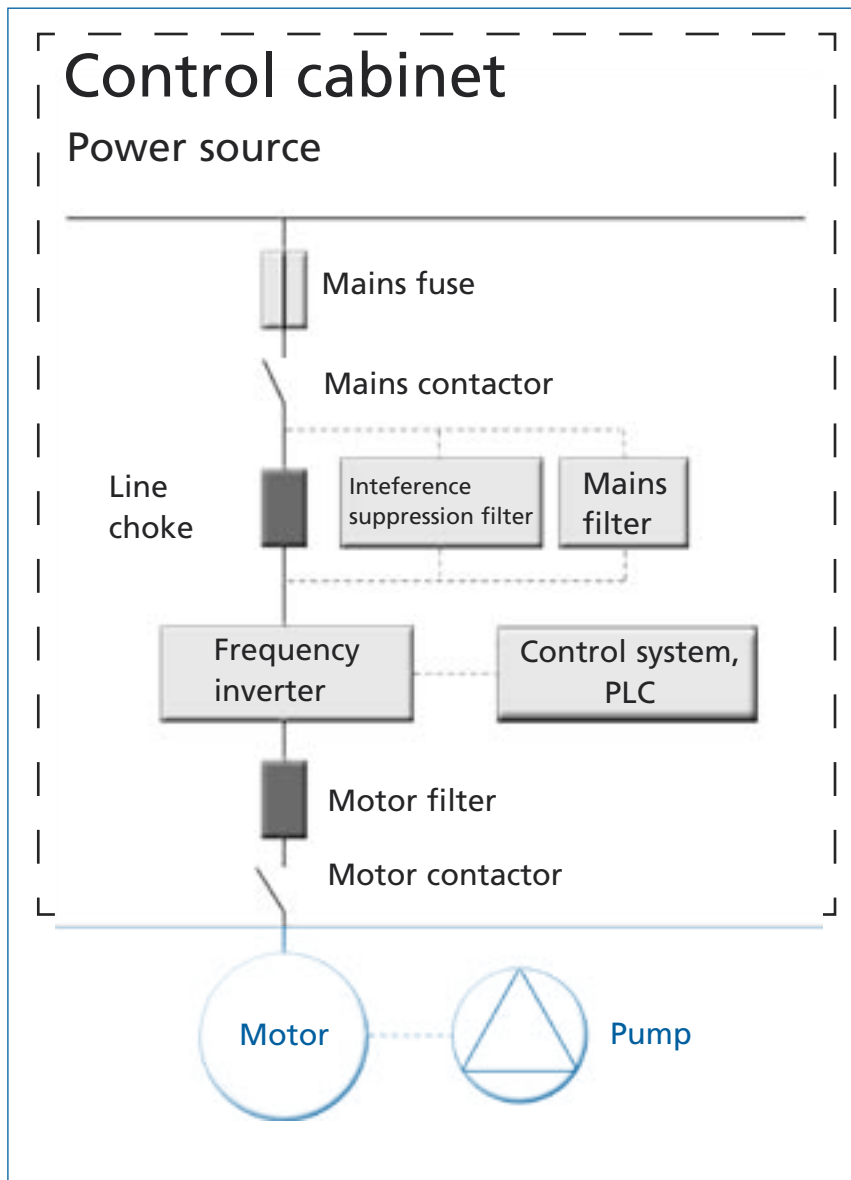 Control cabinet
Power source
Mains fuse
Mains contactor
Line
choke
Inteference
suppression filter
Mains
filter
Frequency
inverter
Control system,
PLC
Motor filter
Motor contactor
Motor
Pump